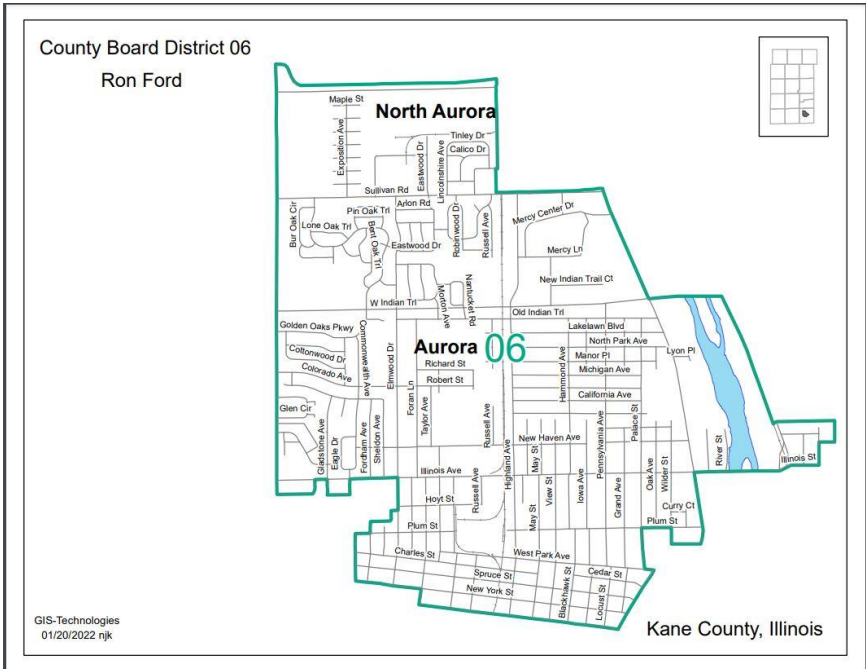 County Board District 06
Ron Ford
North Aurora
Maple St
Exposition Ave
Tinley Dr
Calico Dr
Eastwood Dr
Lincolnshire Ave
Sullivan Rd
Arlon Rd
Pin Oak Trl
Bur Oak Cir
Lone Oak Trl
Bent Oak Trl
Eastwood Dr
Robinwood Dr
Russell Ave
Mercy Center Dr
Mercy Ln
New Indian Trail Ct
Nantucket Rd
Morton Ave
W Indian Trl
Old Indian Trl
Golden Oaks Pkwy
Lakelawn Blvd
North Park Ave
Cottonwood Dr
Commonwealth Ave
Elmwood Dr
Aurora 06
Manor Pl
Lyon Pl
Colorado Ave
Richard St
Michigan Ave
Hammond Ave
Robert St
California Ave
Glen Cir
Foran Ln
Taylor Ave
Russell Ave
Palace St
Gladstone Ave
Eagle Dr
Fordham Ave
Sheldon Ave
New Haven Ave
Pennsylvania Ave
River St
Illinois St
Illinois Ave
Highland Ave
May St
Russell Ave
View St
Iowa Ave
Oak Ave
Wilder St
Grand Ave
Hoyt St
May St
Curry Ct
Plum St
Plum St
Charles St
West Park Ave
Spruce St
Cedar St
New York St
Blackhawk St
Locust St
GIS-Technologies
01/20/2022 njk
Kane County, Illinois